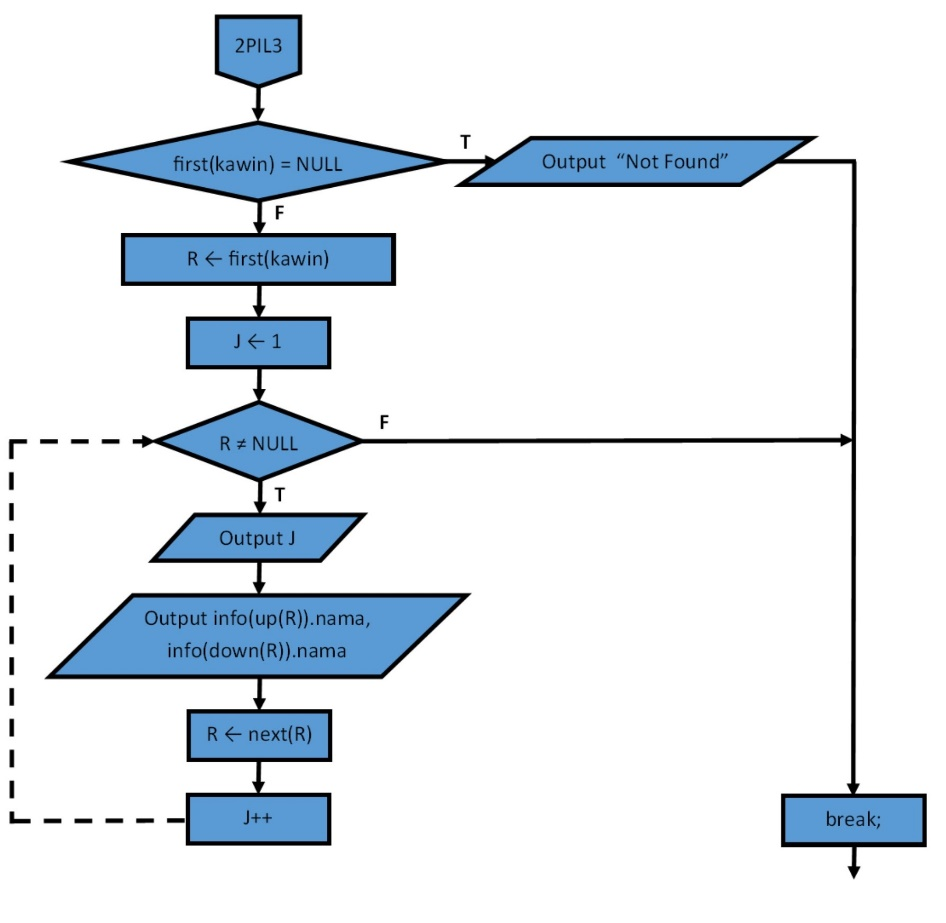 2PIL3
first(kawin) = NULL
T
Output “Not Found”
F
R ← first(kawin)
J ← 1
R ≠ NULL
F
T
Output J
Output info(up(R)).nama,
info(down(R)).nama
R ← next(R)
J++
break;